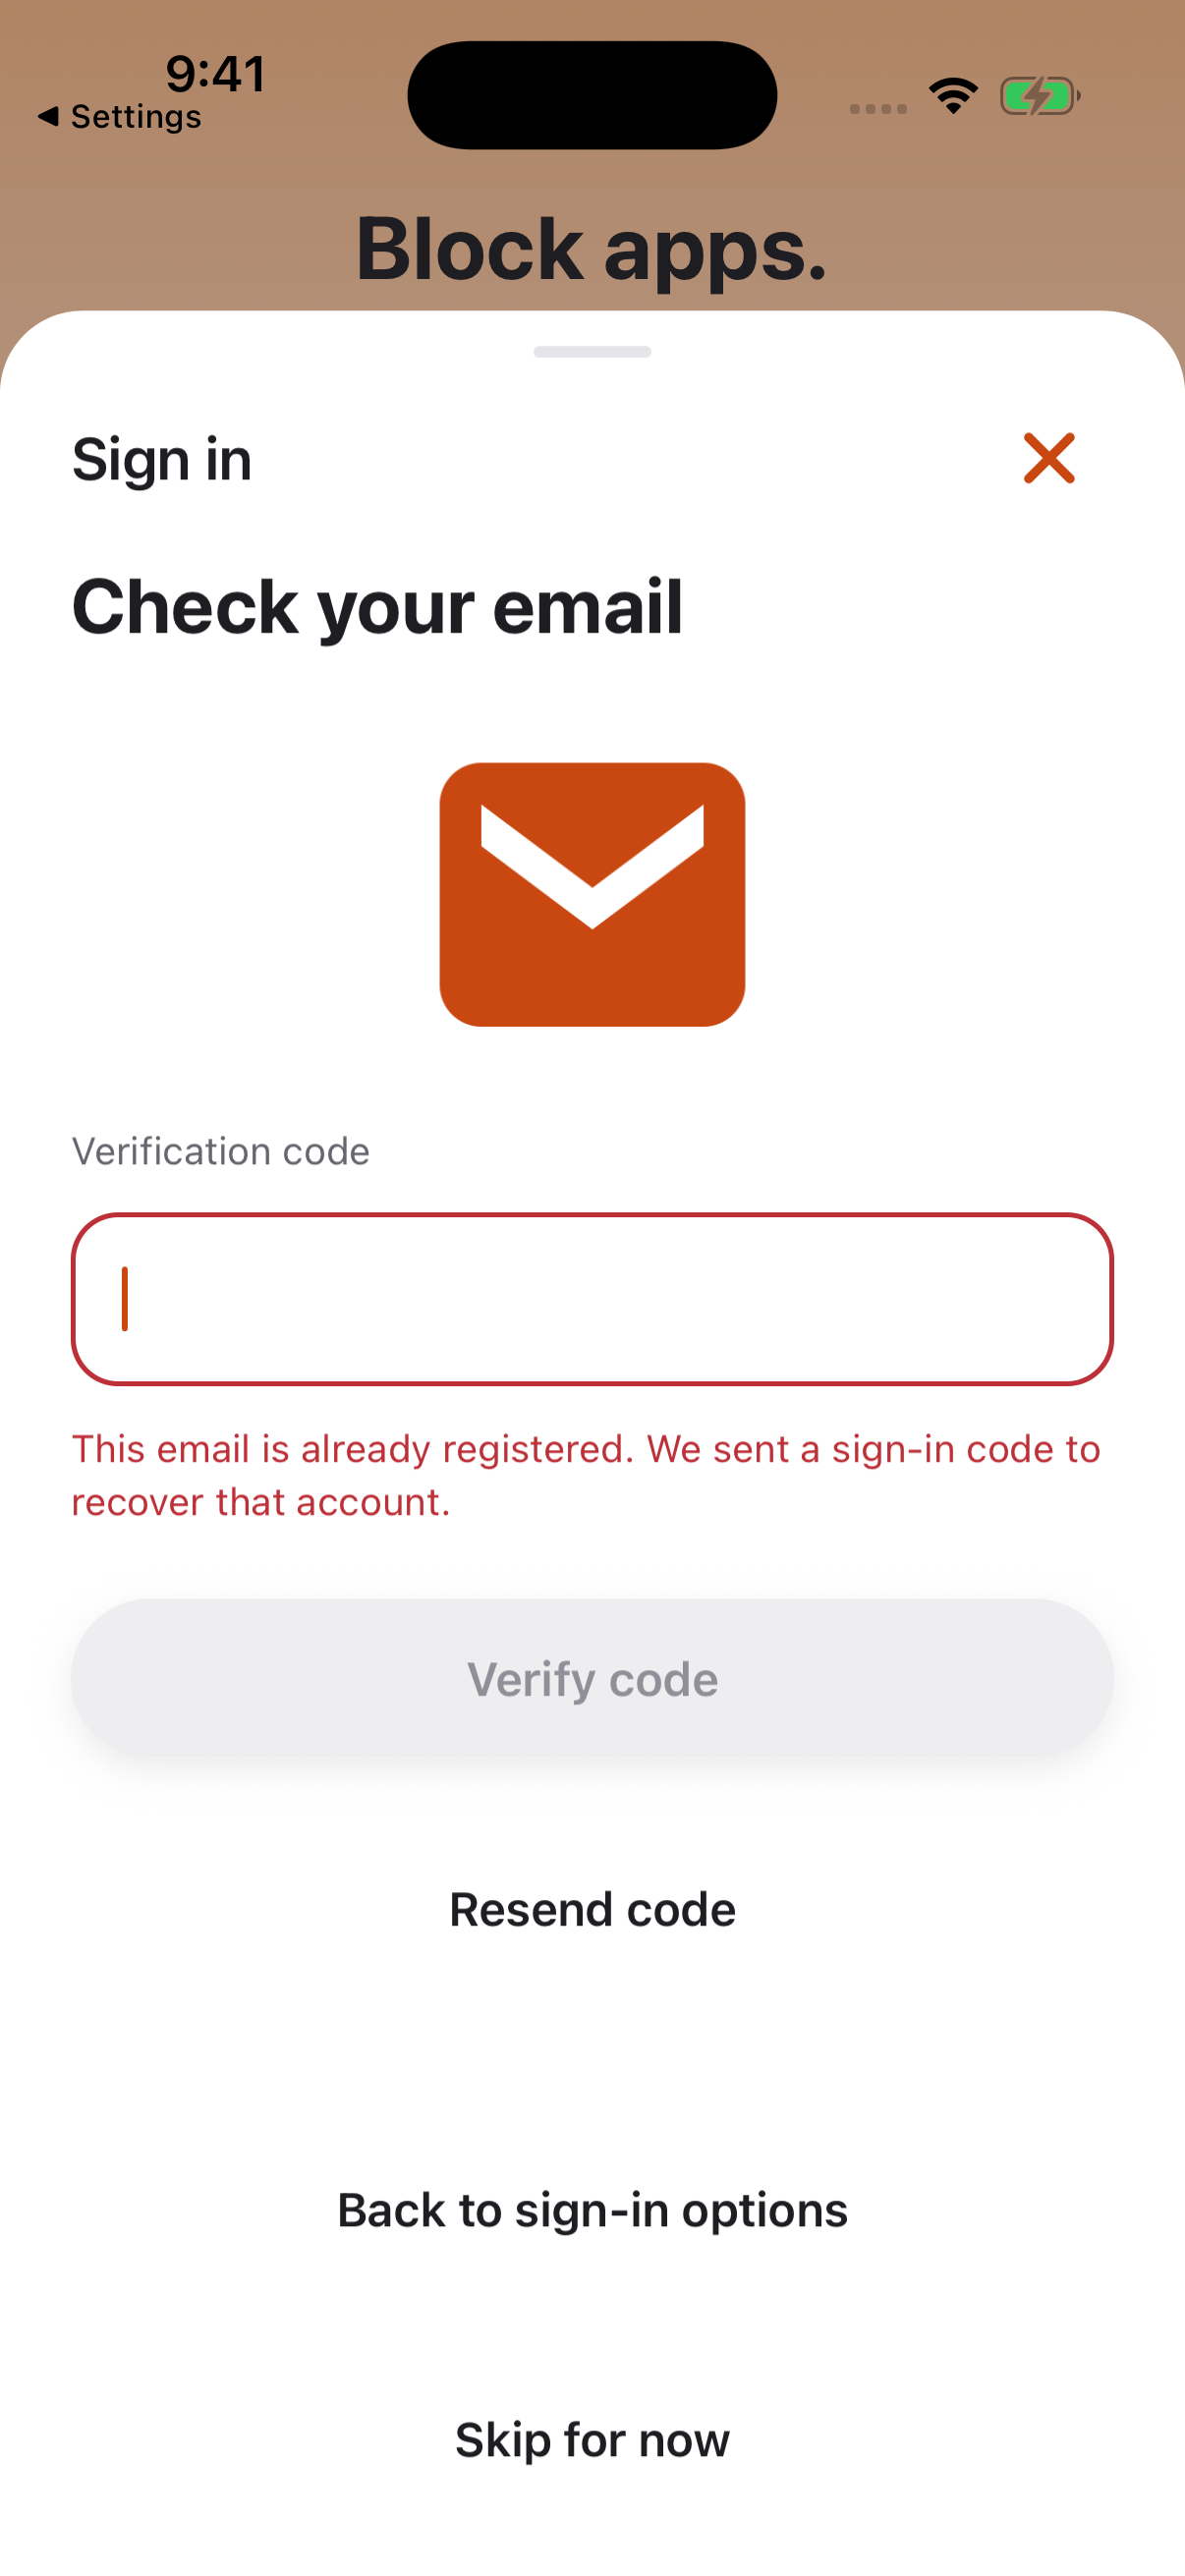 9:41
Settings
Block apps.
Sign in
Check your email
Verification code
This email is already registered. We sent a sign-in code to
recover that account.
Verify code
Resend code
Back to sign-in options
Skip for now